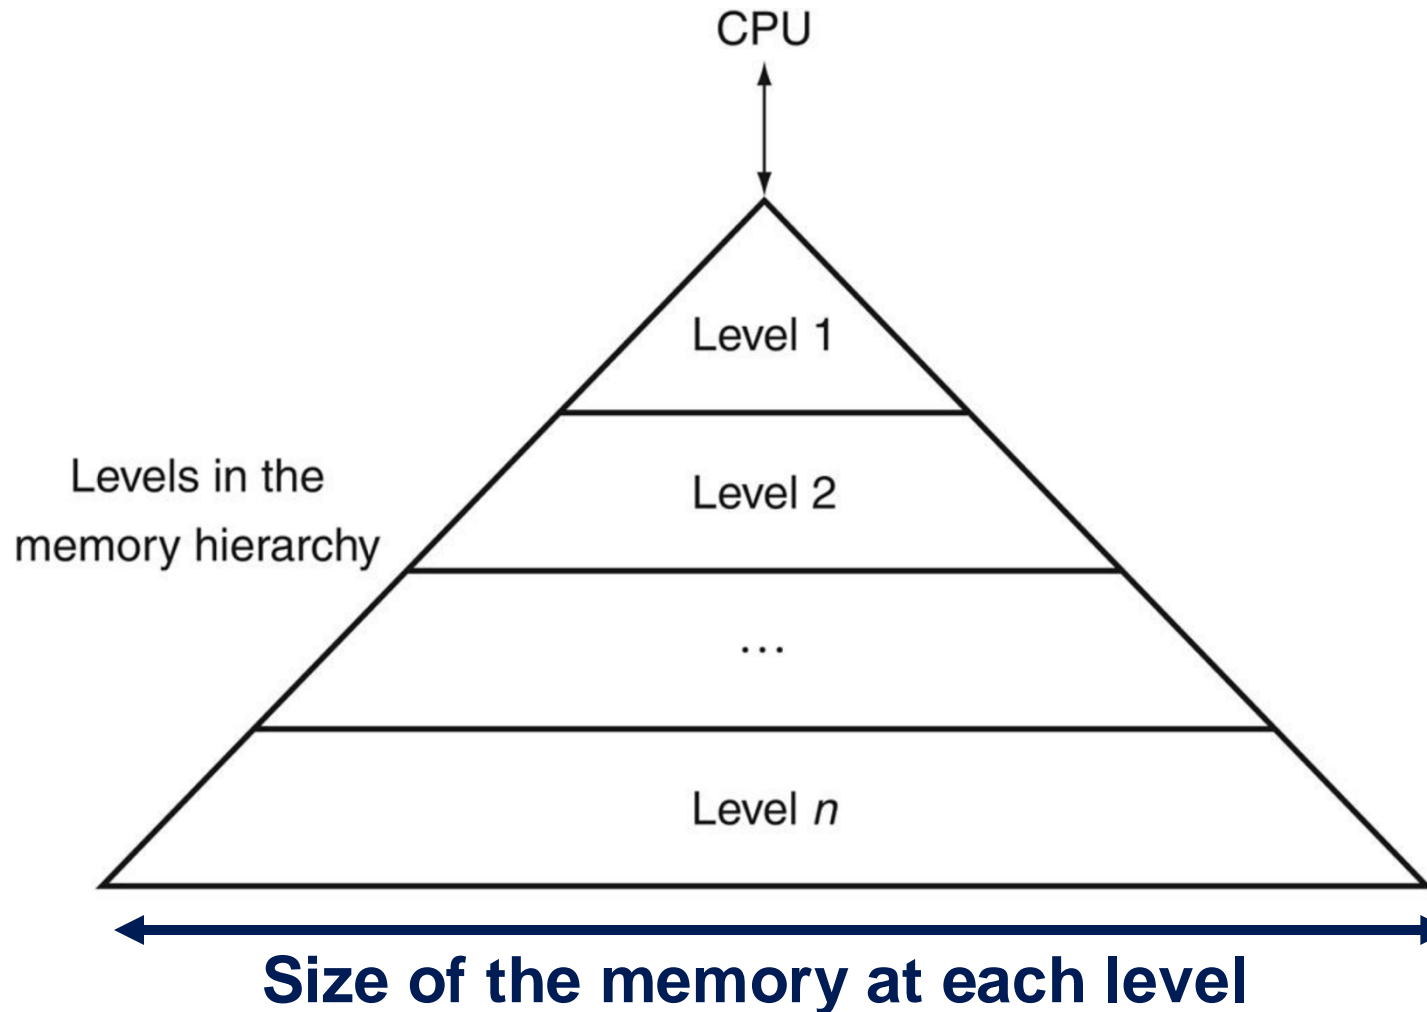 CPU
Level 1
Level 2
Levels in the
memory hierarchy
...
Level n
Size of the memory at each level